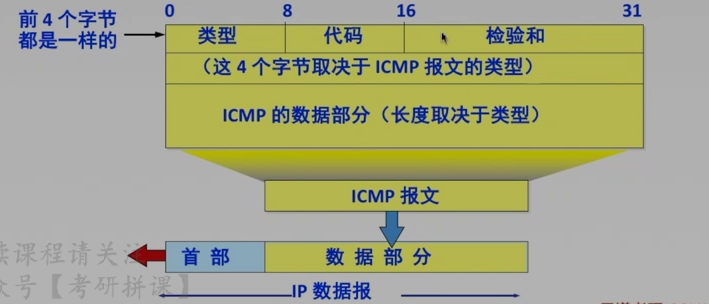 0 8 16 31
前 4 个字节
都是一样的
类型 代码 检验和
（这 4 个字节取决于 ICMP 报文的类型）
ICMP 的数据部分（长度取决于类型）
ICMP 报文
读课程请关注
首部 数据部分
众号【考研拼课】
IP 数据报